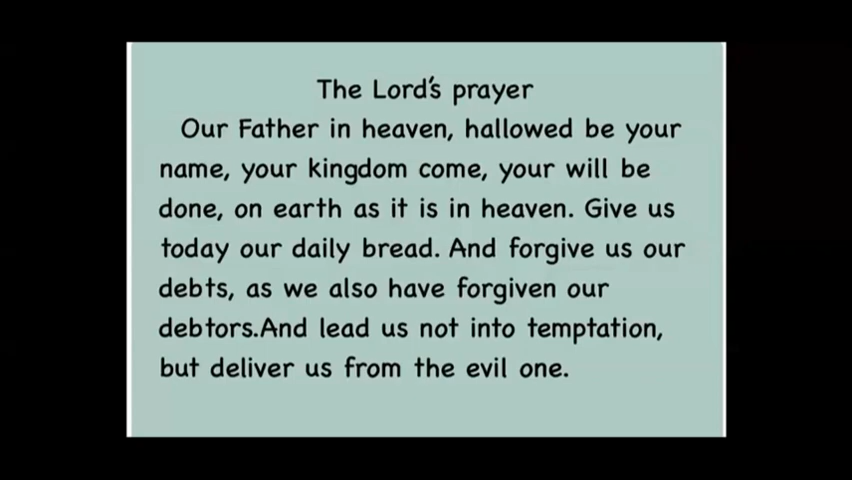 The Lord's prayer
Our Father in heaven, hallowed be your
name, your kingdom come, your will be
done, on earth as it is in heaven. Give us
today our daily bread. And forgive us our
debts, as we also have forgiven our
debtors.And lead us not into temptation,
but deliver us from the evil one.